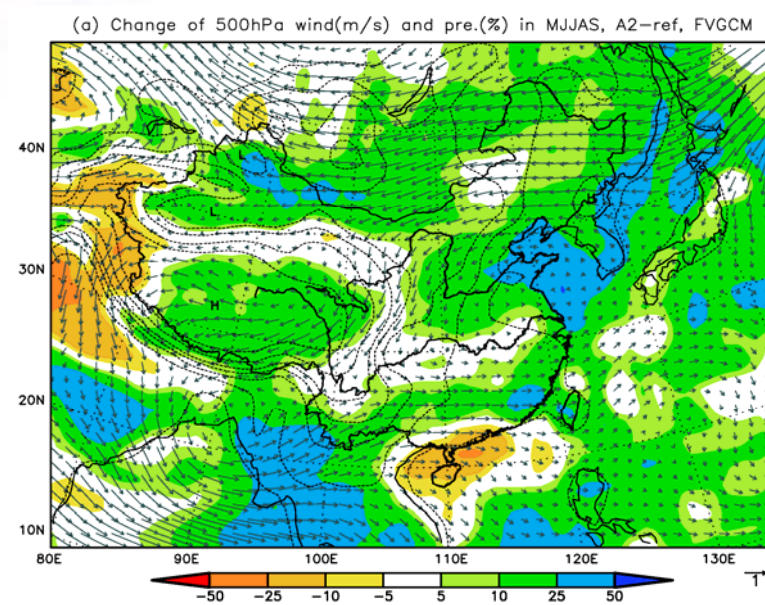 (a) Change of 500hPa wind(m/s) and pre.(%) in MJJAS, A2-ref, FVGCM
40N
L
30N
H
20N
10N
80E 90E 100E 110E 120E 130E
-50 -25 -10 -5 5 10 25 50
1